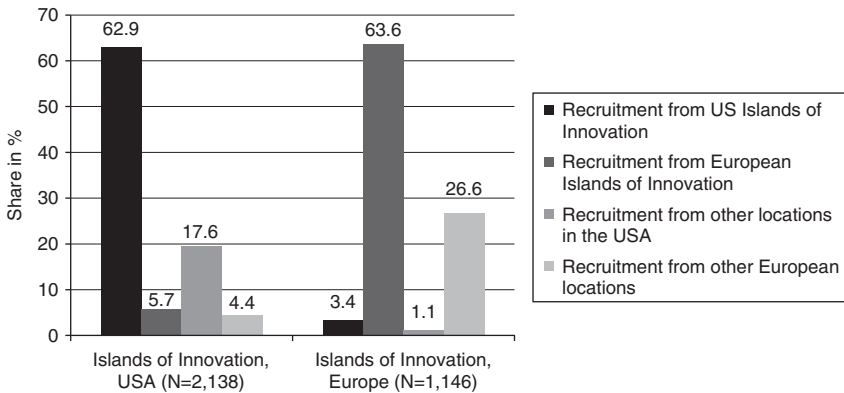 70
60
50
40
30
20
10
0
Share in %
62.9
5.7
17.6
4.4
3.4
63.6
1.1
26.6
Islands of Innovation,
USA (N=2,138)
Islands of Innovation,
Europe (N=1,146)
Recruitment from US Islands of
Innovation
Recruitment from European
Islands of Innovation
Recruitment from other locations
in the USA
Recruitment from other European
locations